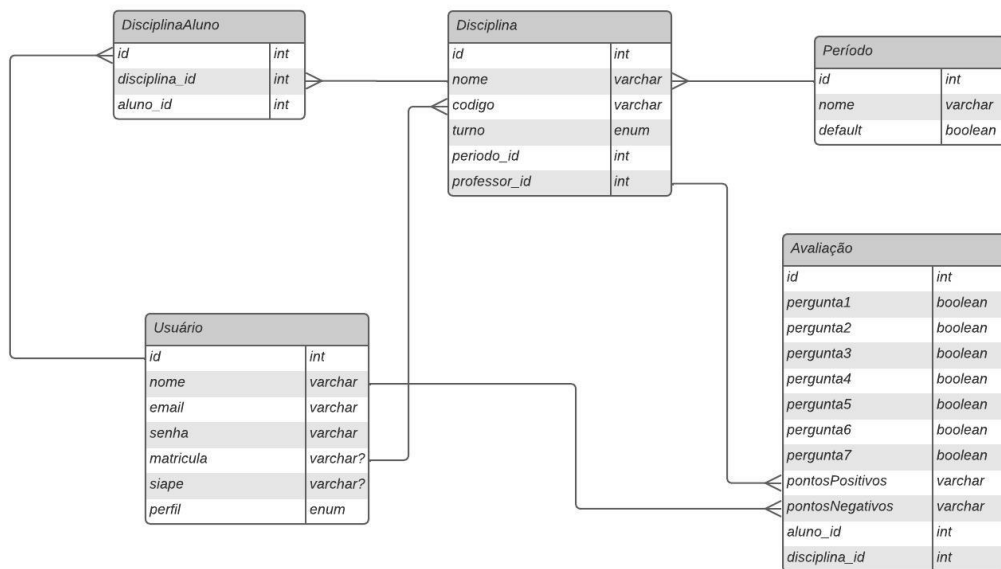 DisciplinaAluno
id int
disciplina_id int
aluno_id int
Disciplina
id int
nome varchar
codigo varchar
turno enum
periodo_id int
professor_id int
Período
id int
nome varchar
default boolean
Usuário
id int
nome varchar
email varchar
senha varchar
matricula varchar?
siape varchar?
perfil enum
Avaliação
id int
pergunta1 boolean
pergunta2 boolean
pergunta3 boolean
pergunta4 boolean
pergunta5 boolean
pergunta6 boolean
pergunta7 boolean
pontosPositivos varchar
pontosNegativos varchar
aluno_id int
disciplina_id int